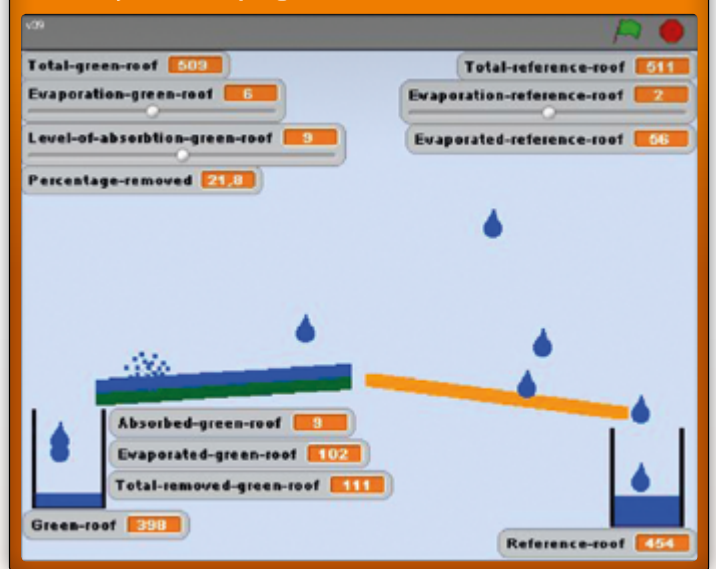 v09
Total-green-roof 509
Total-reference-roof 511
Evaporation-green-roof 6
Evaporation-reference-roof 2
Level-of-absorbtion-green-roof 9
Evaporated-reference-roof 56
Percentage-removed 21,8
Absorbed-green-roof 9
Evaporated-green-roof 102
Total-removed-green-roof 111
Green-roof 398
Reference-roof 454